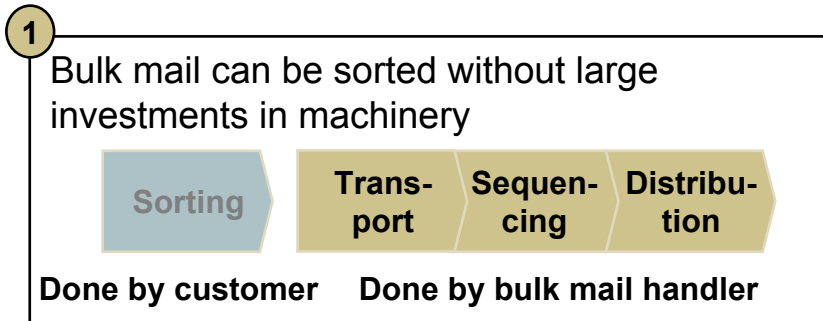 1
Bulk mail can be sorted without large
investments in machinery
Sorting
Trans-
port
Sequen-
cing
Distribu-
tion
Done by customer
Done by bulk mail handler